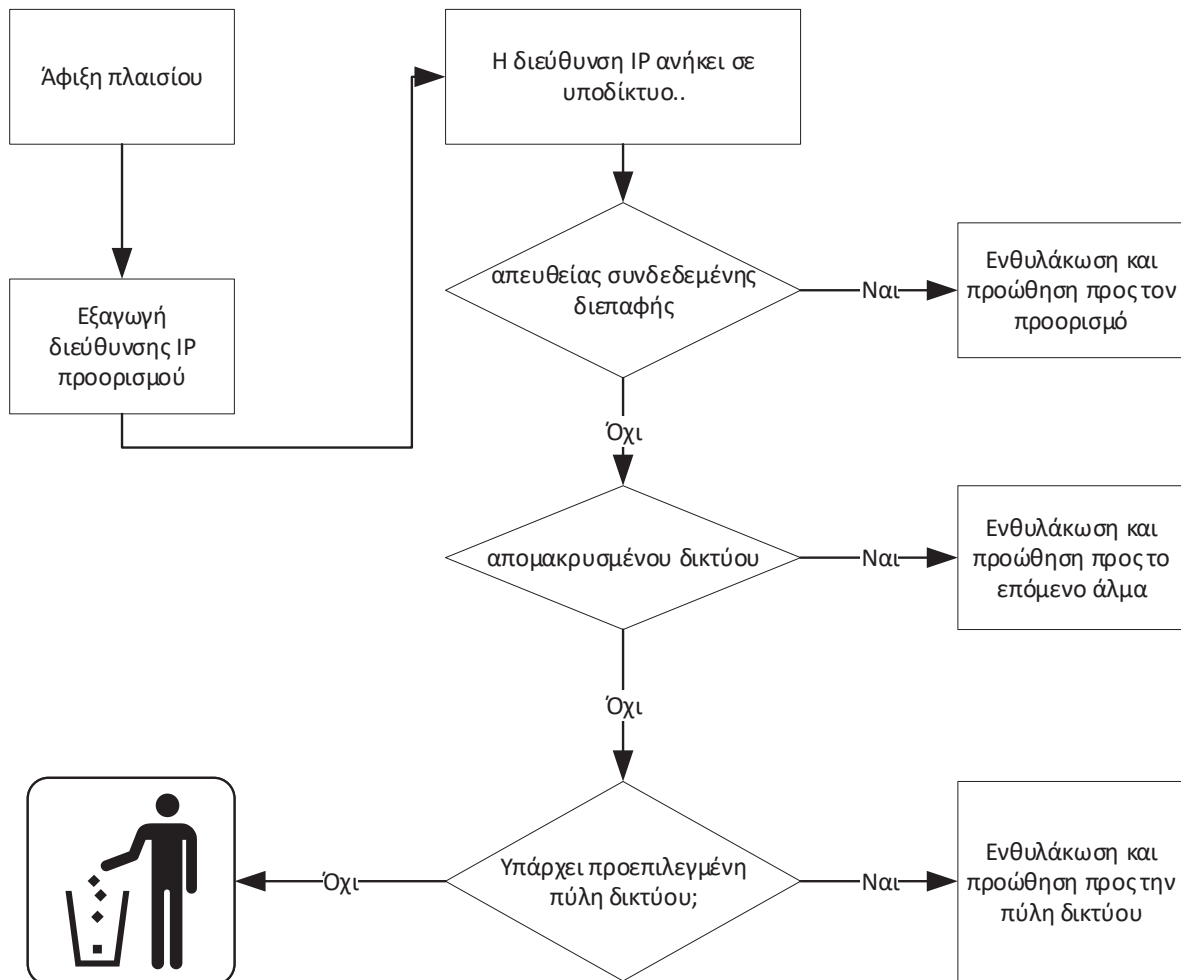 Άφιξη πλαισίου
Εξαγωγή
διεύθυνσης IP
προορισμού
Η διεύθυνση IP ανήκει σε
υποδίκτυο..
απευθείας συνδεδεμένης
διεπαφής
Ναι
Ενθυλάκωση και
προώθηση προς τον
προορισμό
Όχι
απομακρυσμένου δικτύου
Ναι
Ενθυλάκωση και
προώθηση προς το
επόμενο άλμα
Όχι
Υπάρχει προεπιλεγμένη
πύλη δικτύου;
Όχι
Ναι
Ενθυλάκωση και
προώθηση προς την
πύλη δικτύου